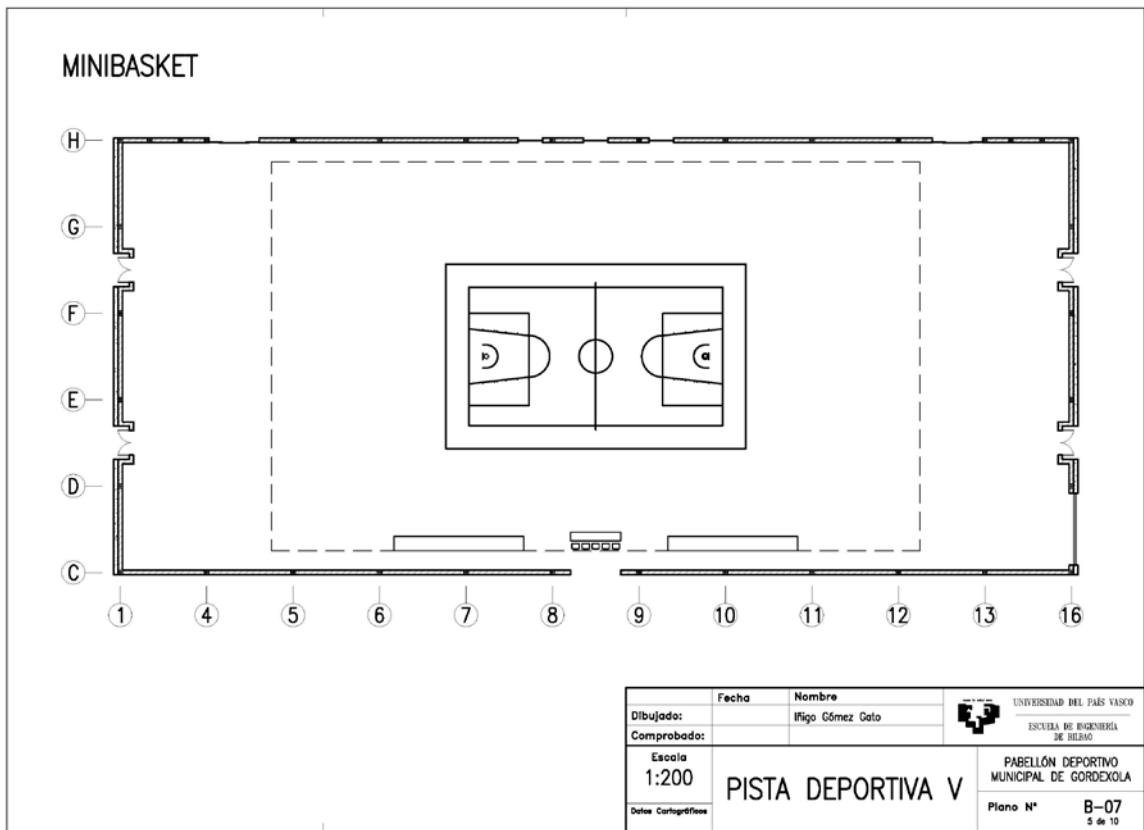 MINIBASKET
H
G
F
E
D
C
1 4 5 6 7 8 9 10 11 12 13 16
Fecha Nombre
Dibujado: Iñigo Gómez Gato
Comprobado:
UNIVERSIDAD DEL PAÍS VASCO
ESCUELA DE INGENIERÍA
DE BILBAO
Escala
1:200
Datos Cartográficos
PISTA DEPORTIVA V
PABELLÓN DEPORTIVO
MUNICIPAL DE GORDEXOLA
Plano Nº B-07
5 de 10